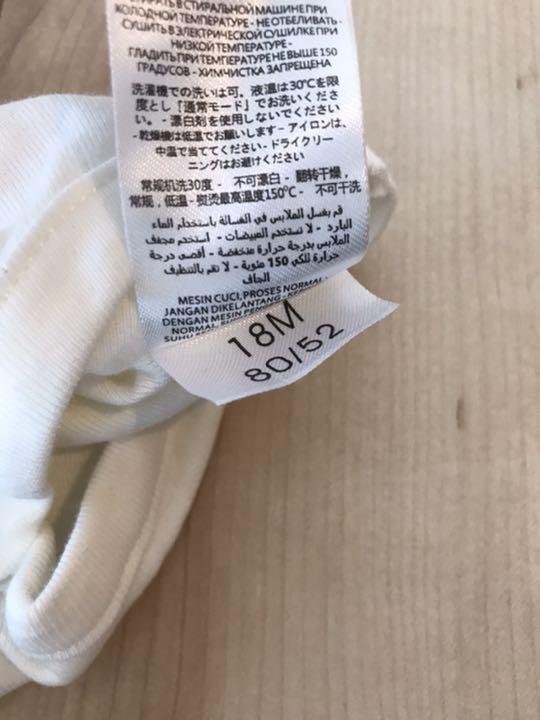 СТИРАТЬ В СТИРАЛЬНОЙ МАШИНЕ ПРИ
ХОЛОДНОЙ ТЕМПЕРАТУРЕ - НЕ ОТБЕЛИВАТЬ -
СУШИТЬ В ЭЛЕКТРИЧЕСКОЙ СУШИЛКЕ ПРИ
НИЗКОЙ ТЕМПЕРАТУРЕ -
ГЛАДИТЬ ПРИ ТЕМПЕРАТУРЕ НЕ ВЫШЕ 150
ГРАДУСОВ - ХИМЧИСТКА ЗАПРЕЩЕНА
洗濯機での洗いは可。液温は30℃を限
度とし「通常モード」でお洗いくださ
い。- 漂白剤を使用しないでください
- 乾燥機は低温でお願いします - アイロンは、
中温で当ててください - ドライクリー
ニングはお避けください
常规机洗30度 - 不可漂白 - 翻转干燥,
常规, 低温 - 熨烫最高温度150°C - 不可干洗
قم بغسل الملابس في الغسالة باستخدام الماء
البارد - لا تستخدم المبيضات - استخدم مجفف
الملابس بدرجة حرارة منخفضة - أقصى درجة
حرارة للكي 150 مئوية - لا تقم بالتنظيف
الجاف
MESIN CUCI, PROSES NORMAL -
JANGAN DIKELANTANG -
DENGAN MESIN
NORMAL,
18M
80/52